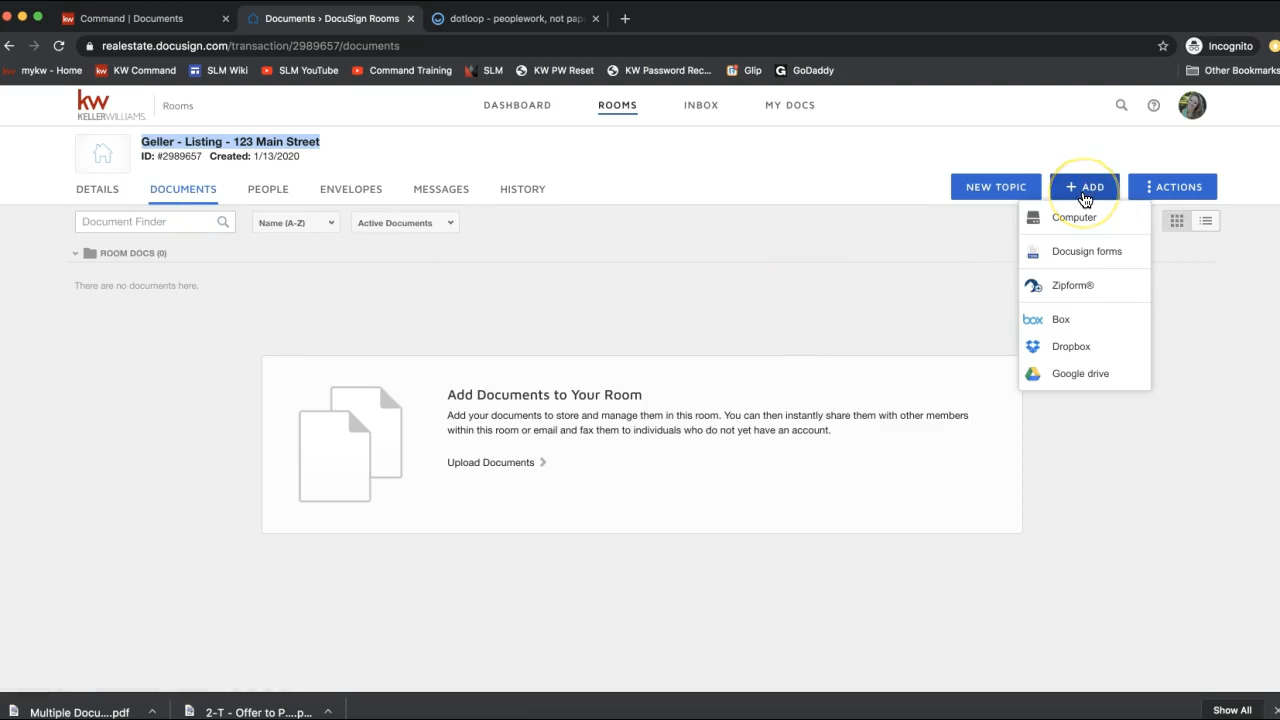 Command | Documents
Documents › DocuSign Rooms
dotloop - peoplework, not pap
realestate.docusign.com/transaction/2989657/documents
Incognito
mykw - Home
KW Command
SLM Wiki
SLM YouTube
Command Training
SLM
KW PW Reset
KW Password Rec...
Glip
GoDaddy
Other Bookmarks
kw
KELLERWILLIAMS.
Rooms
DASHBOARD
ROOMS
INBOX
MY DOCS
Geller - Listing - 123 Main Street
ID: #2989657 Created: 1/13/2020
DETAILS
DOCUMENTS
PEOPLE
ENVELOPES
MESSAGES
HISTORY
NEW TOPIC
+ ADD
ACTIONS
Document Finder
Name (A-Z)
Active Documents
Computer
Docusign forms
Zipform®
box Box
Dropbox
Google drive
ROOM DOCS (0)
There are no documents here.
Add Documents to Your Room
Add your documents to store and manage them in this room. You can then instantly share them with other members
within this room or email and fax them to individuals who do not yet have an account.
Upload Documents
Multiple Docu....pdf
2-T - Offer to P....p...
Show All